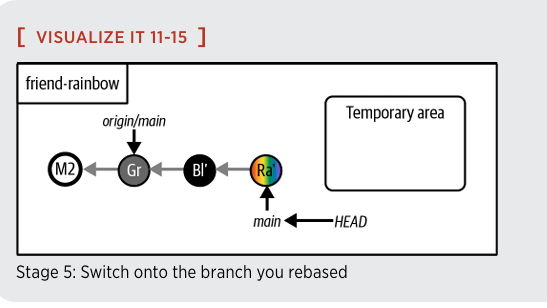 [ VISUALIZE IT 11-15 ]
friend-rainbow
Temporary area
origin/main
M2 Gr Bl' Ra'
main HEAD
Stage 5: Switch onto the branch you rebased